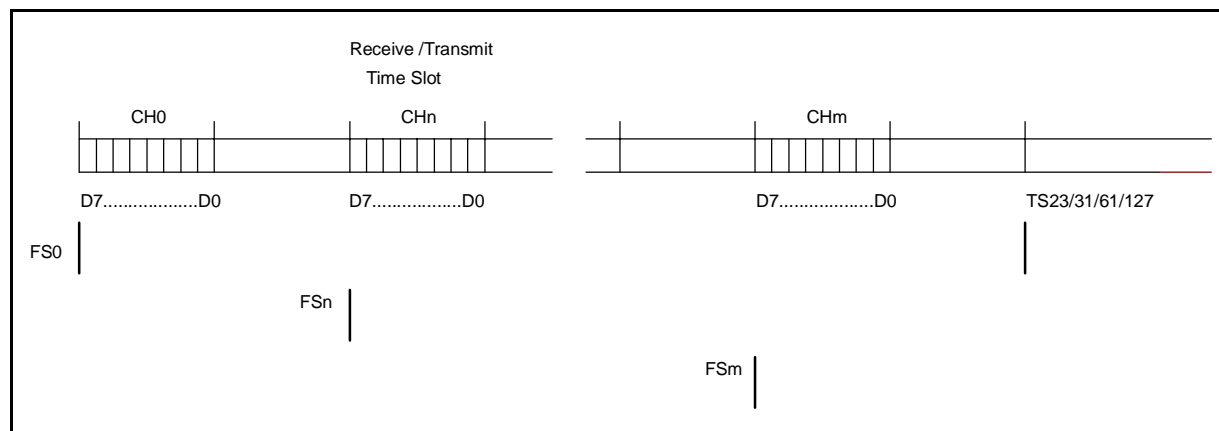 Receive /Transmit
Time Slot
CH0 CHn CHm
D7...................D0 D7..................D0 D7...................D0 TS23/31/61/127
FS0
FSn
FSm